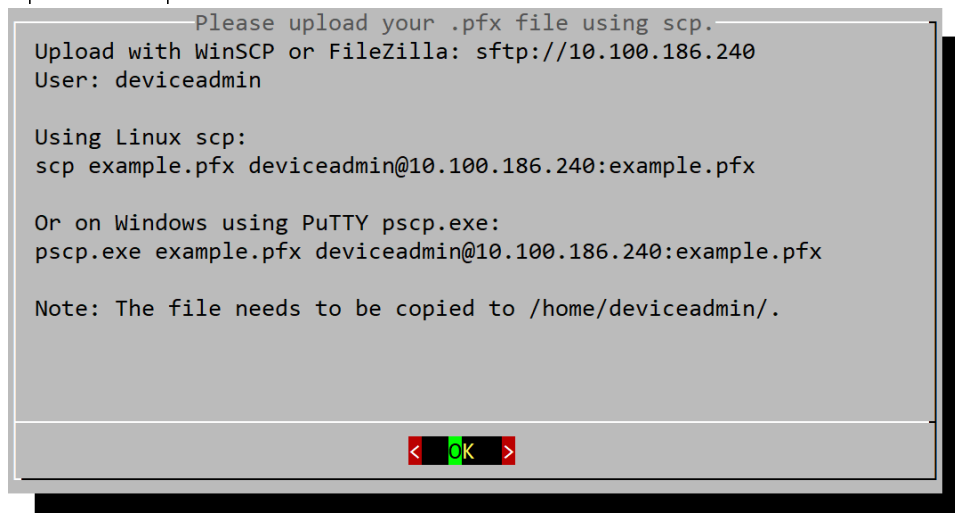 Please upload your .pfx file using scp.
Upload with WinSCP or FileZilla: sftp://10.100.186.240
User: deviceadmin
Using Linux scp:
scp example.pfx deviceadmin@10.100.186.240:example.pfx
Or on Windows using PuTTY pscp.exe:
pscp.exe example.pfx deviceadmin@10.100.186.240:example.pfx
Note: The file needs to be copied to /home/deviceadmin/.
< OK >